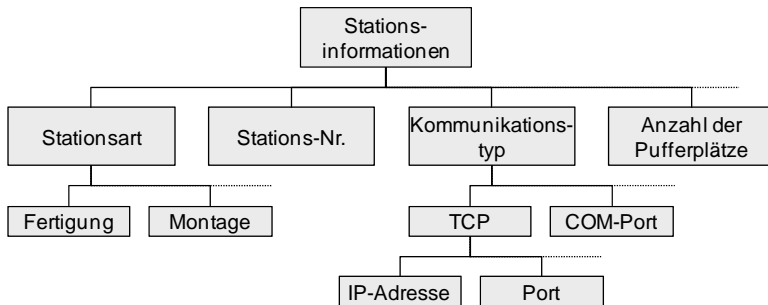 Stations-
informationen
Stationsart
Stations-Nr.
Kommunikations-
typ
Anzahl der
Pufferplätze
Fertigung
Montage
TCP
COM-Port
IP-Adresse
Port